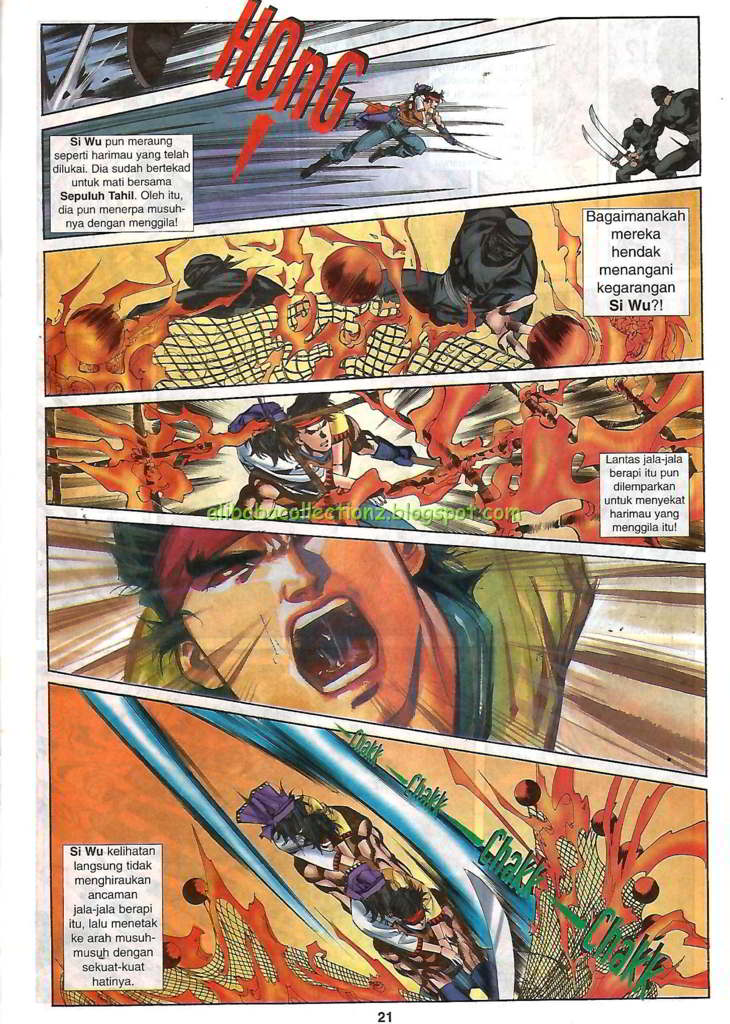 HONG
!
Si Wu pun meraung
seperti harimau yang telah
dilukai. Dia sudah bertekad
untuk mati bersama
Sepuluh Tahil. Oleh itu,
dia pun menerpa musuh-
nya dengan menggila!
Bagaimanakah
mereka
hendak
menangani
kegarangan
Si Wu?!
Lantas jala-jala
berapi itu pun
dilemparkan
untuk menyekat
harimau yang
menggila itu!
alibabacollectionz.blogspot.com
Chakk
Chakk
Chakk
Chakk
Si Wu kelihatan
langsung tidak
menghiraukan
ancaman
jala-jala berapi
itu, lalu menetak
ke arah musuh-
musuh dengan
sekuat-kuat
hatinya.
21